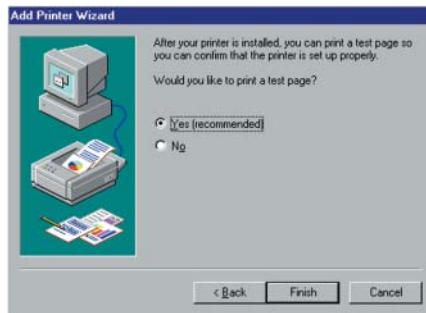 Add Printer Wizard
After your printer is installed, you can print a test page so
you can confirm that the printer is set up properly.
Would you like to print a test page?
Yes (recommended)
No
< Back
Finish
Cancel